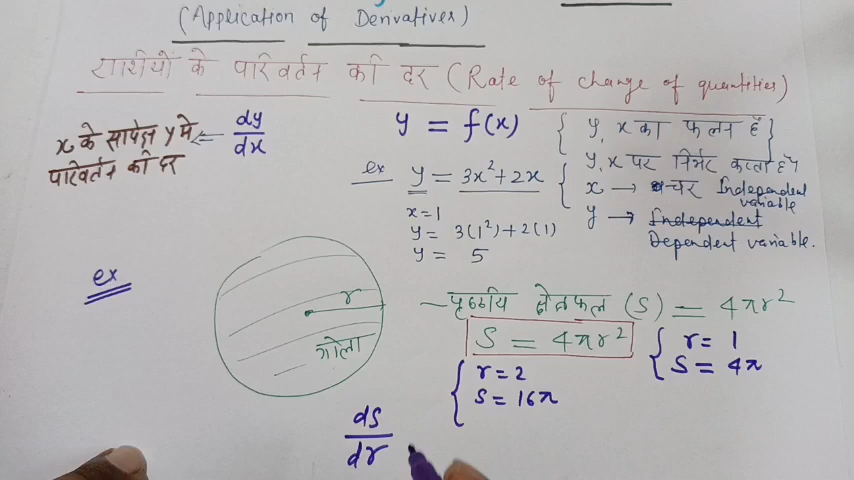 (Application of Derivatives)
राशीयों के परिवर्तन की दर (Rate of change of quantities)
x के सापेक्ष y मे
परिवर्तन की दर
<= dy/dx
y = f(x) { y, x का फलन है }
y, x पर निर्भर करता है
ex y = 3x² + 2x { x → चर Independent variable
x = 1
y = 3(1²) + 2(1)
y = 5
y → Independent
Dependent variable.
ex
r
गोला
– पृष्ठीय क्षेत्रफल (S) = 4πr²
S = 4πr²
{ r = 1
S = 4π
{ r = 2
S = 16π
dS/dr